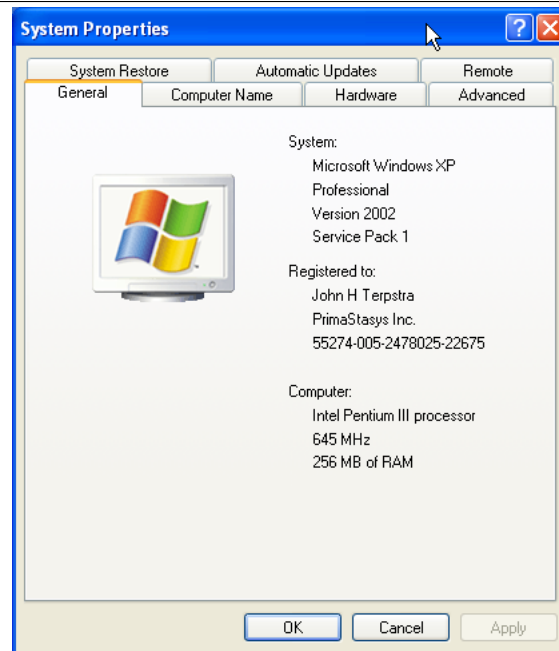 System Properties
System Restore Automatic Updates Remote
General Computer Name Hardware Advanced
System:
Microsoft Windows XP
Professional
Version 2002
Service Pack 1
Registered to:
John H Terpstra
PrimaStasys Inc.
55274-005-2478025-22675
Computer:
Intel Pentium III processor
645 MHz
256 MB of RAM
OK Cancel Apply